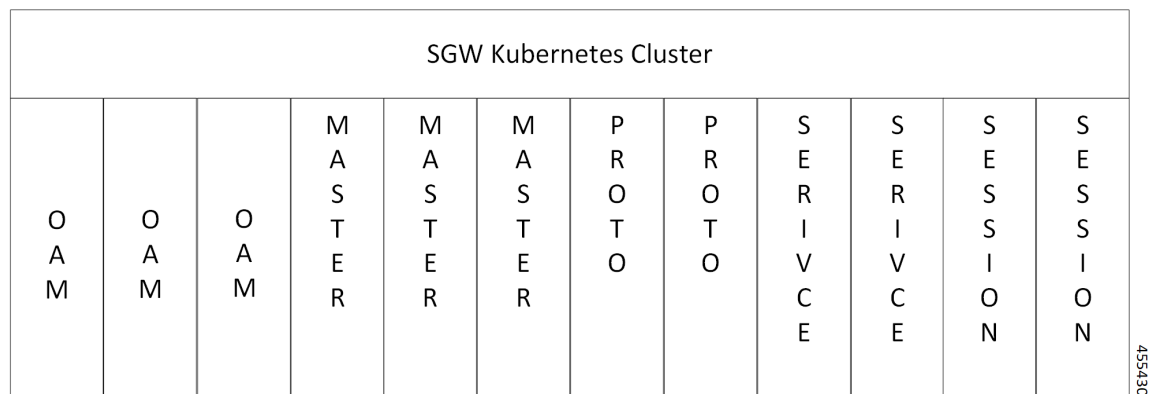 SGW Kubernetes Cluster
OAM
OAM
OAM
MASTER
MASTER
MASTER
PROTO
PROTO
SERIVCE
SERIVCE
SESSION
SESSION
455430